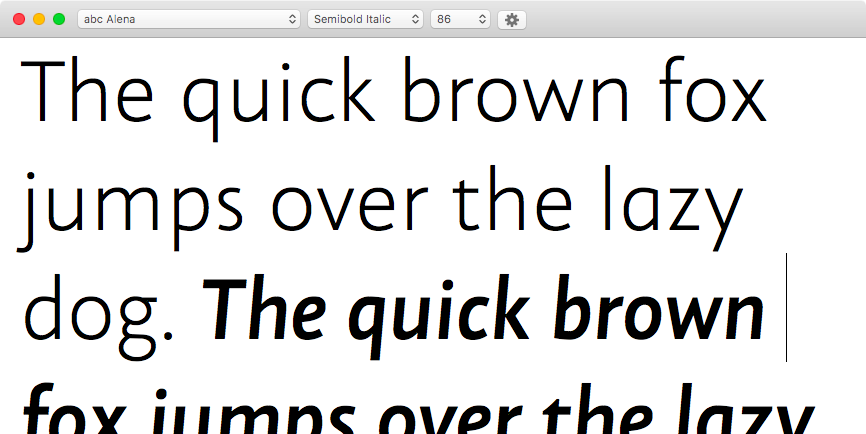 abc Alena Semibold Italic 86
The quick brown fox
jumps over the lazy
dog. The quick brown
fox jumps over the lazy